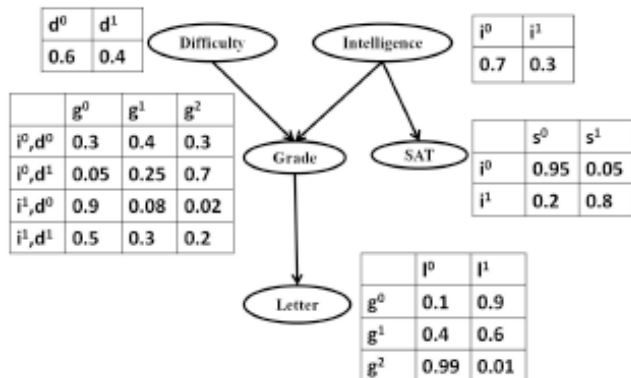 d⁰ d¹
0.6 0.4
Difficulty
Intelligence
i⁰ i¹
0.7 0.3
g⁰ g¹ g²
i⁰,d⁰ 0.3 0.4 0.3
i⁰,d¹ 0.05 0.25 0.7
i¹,d⁰ 0.9 0.08 0.02
i¹,d¹ 0.5 0.3 0.2
Grade
SAT
s⁰ s¹
i⁰ 0.95 0.05
i¹ 0.2 0.8
Letter
l⁰ l¹
g⁰ 0.1 0.9
g¹ 0.4 0.6
g² 0.99 0.01